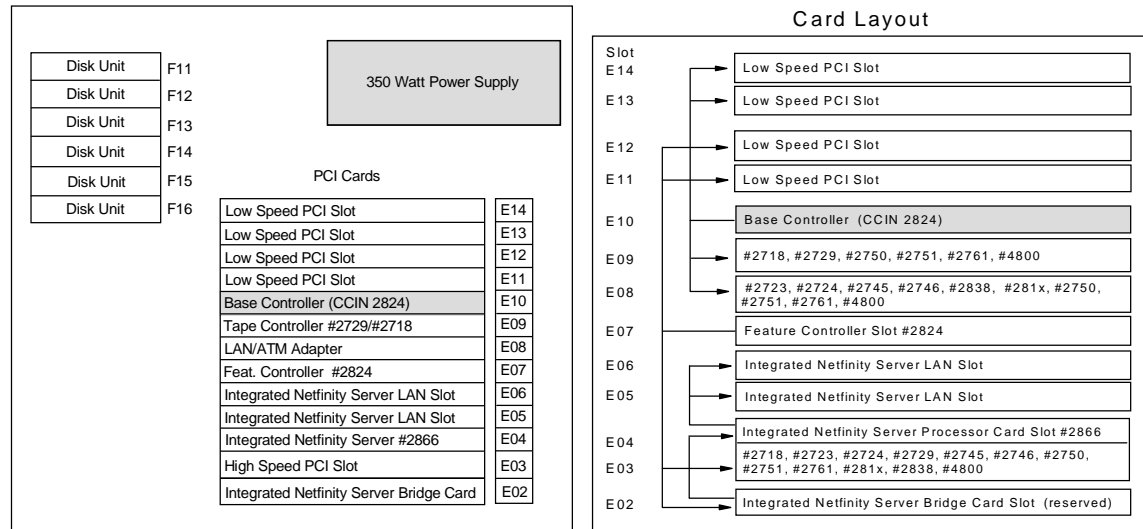 Disk Unit F11
Disk Unit F12
Disk Unit F13
Disk Unit F14
Disk Unit F15
Disk Unit F16
350 Watt Power Supply
PCI Cards
Low Speed PCI Slot E14
Low Speed PCI Slot E13
Low Speed PCI Slot E12
Low Speed PCI Slot E11
Base Controller (CCIN 2824) E10
Tape Controller #2729/#2718 E09
LAN/ATM Adapter E08
Feat. Controller #2824 E07
Integrated Netfinity Server LAN Slot E06
Integrated Netfinity Server LAN Slot E05
Integrated Netfinity Server #2866 E04
High Speed PCI Slot E03
Integrated Netfinity Server Bridge Card E02
Card Layout
Slot
E14 Low Speed PCI Slot
E13 Low Speed PCI Slot
E12 Low Speed PCI Slot
E11 Low Speed PCI Slot
E10 Base Controller (CCIN 2824)
E09 #2718, #2729, #2750, #2751, #2761, #4800
E08 #2723, #2724, #2745, #2746, #2838, #281x, #2750,
#2751, #2761, #4800
E07 Feature Controller Slot #2824
E06 Integrated Netfinity Server LAN Slot
E05 Integrated Netfinity Server LAN Slot
E04 Integrated Netfinity Server Processor Card Slot #2866
E03 #2718, #2723, #2724, #2729, #2745, #2746, #2750,
#2751, #2761, #281x, #2838, #4800
E02 Integrated Netfinity Server Bridge Card Slot (reserved)